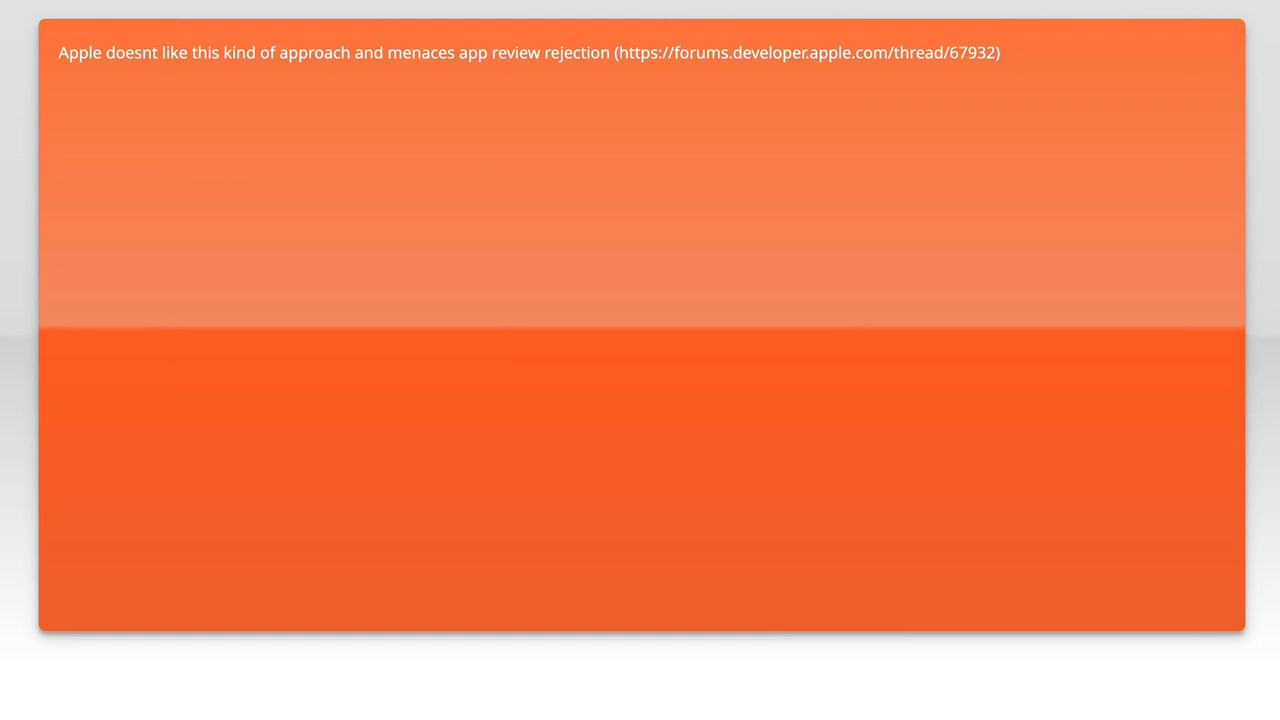 Apple doesnt like this kind of approach and menaces app review rejection (https://forums.developer.apple.com/thread/67932)